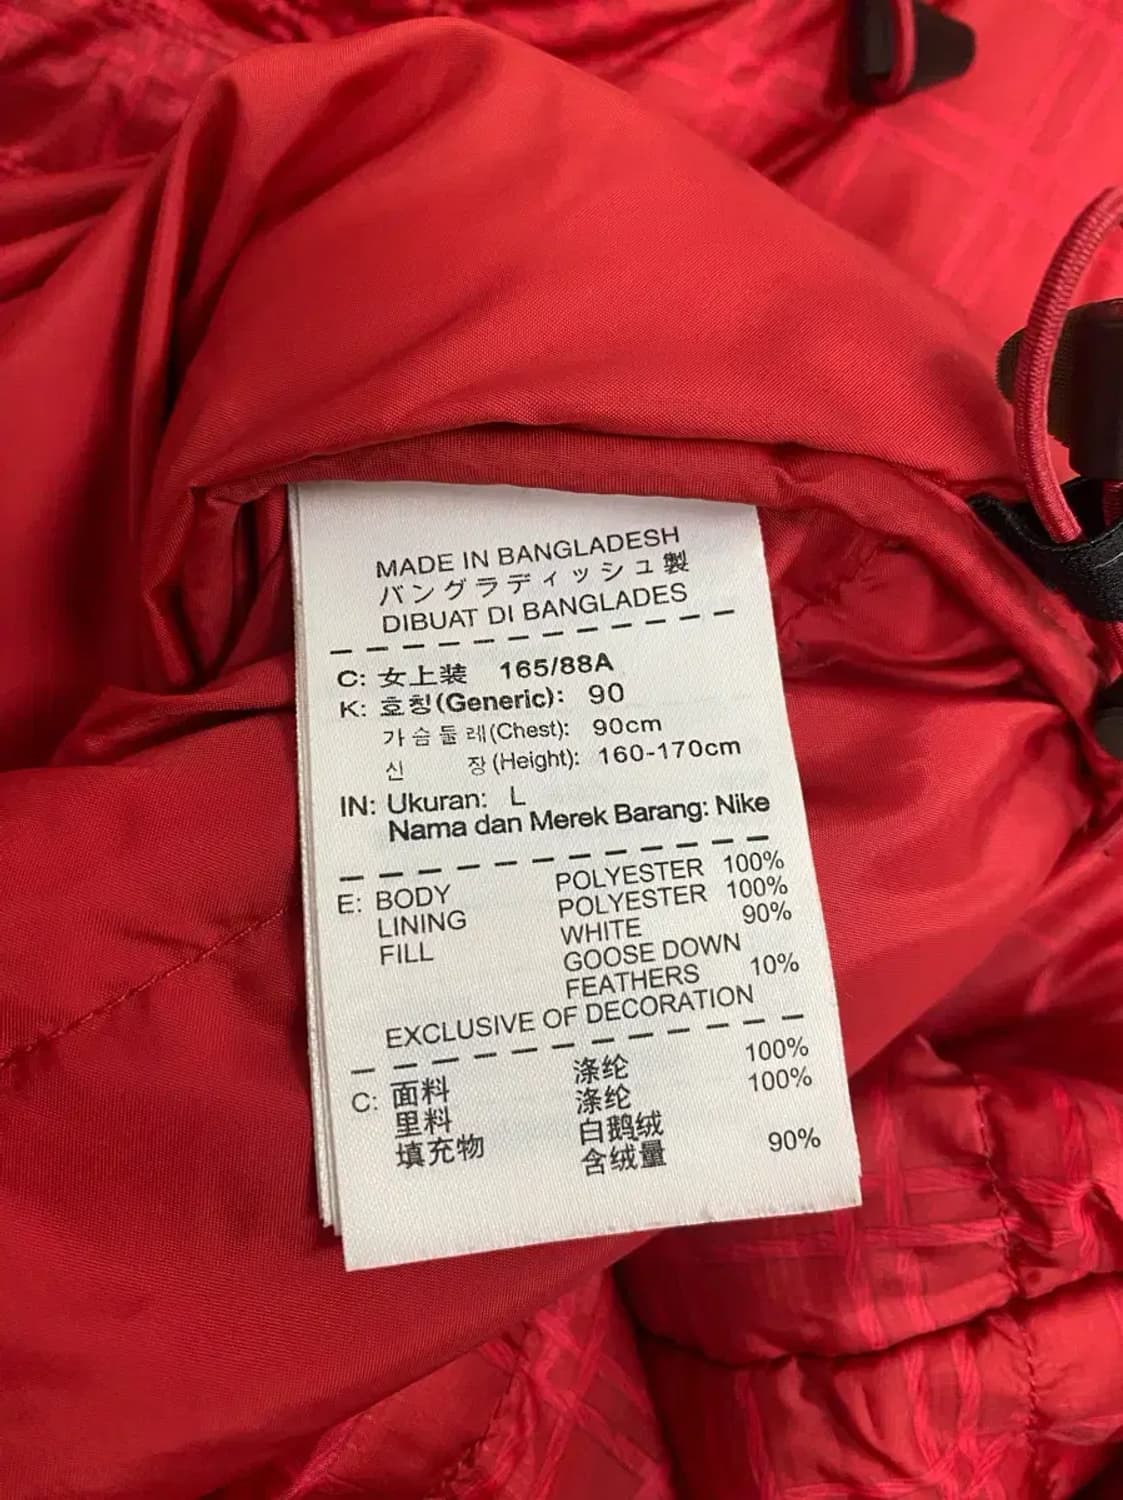 MADE IN BANGLADESH
バングラディッシュ製
DIBUAT DI BANGLADES
C: 女上装 165/88A
K: 호칭(Generic): 90
가슴둘레(Chest): 90cm
신 장(Height): 160-170cm
IN: Ukuran: L
Nama dan Merek Barang: Nike
E: BODY POLYESTER 100%
LINING POLYESTER 100%
FILL WHITE 90%
GOOSE DOWN
FEATHERS 10%
EXCLUSIVE OF DECORATION
C: 面料 涤纶 100%
里料 涤纶 100%
填充物 白鹅绒
含绒量 90%